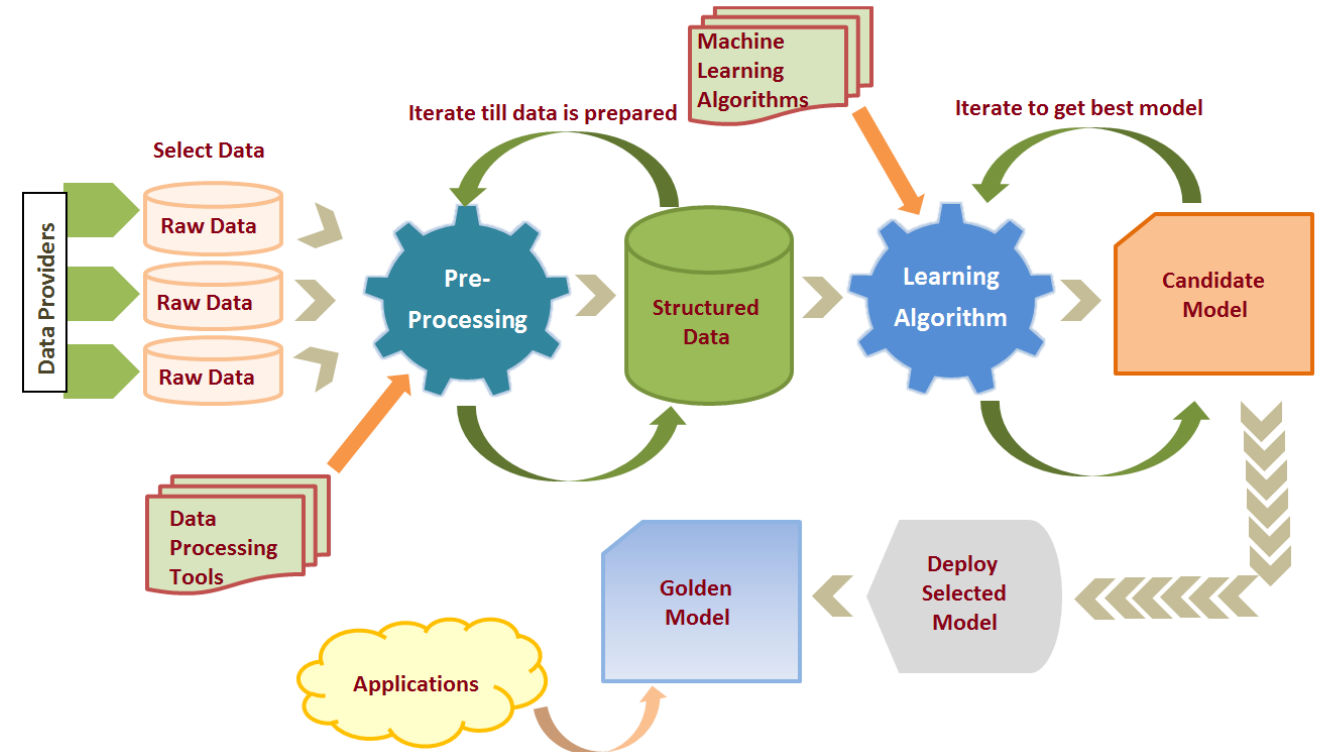 Machine
Learning
Algorithms
Iterate till data is prepared
Iterate to get best model
Select Data
Data Providers
Raw Data
Raw Data
Raw Data
Pre-
Processing
Structured
Data
Learning
Algorithm
Candidate
Model
Data
Processing
Tools
Golden
Model
Deploy
Selected
Model
Applications